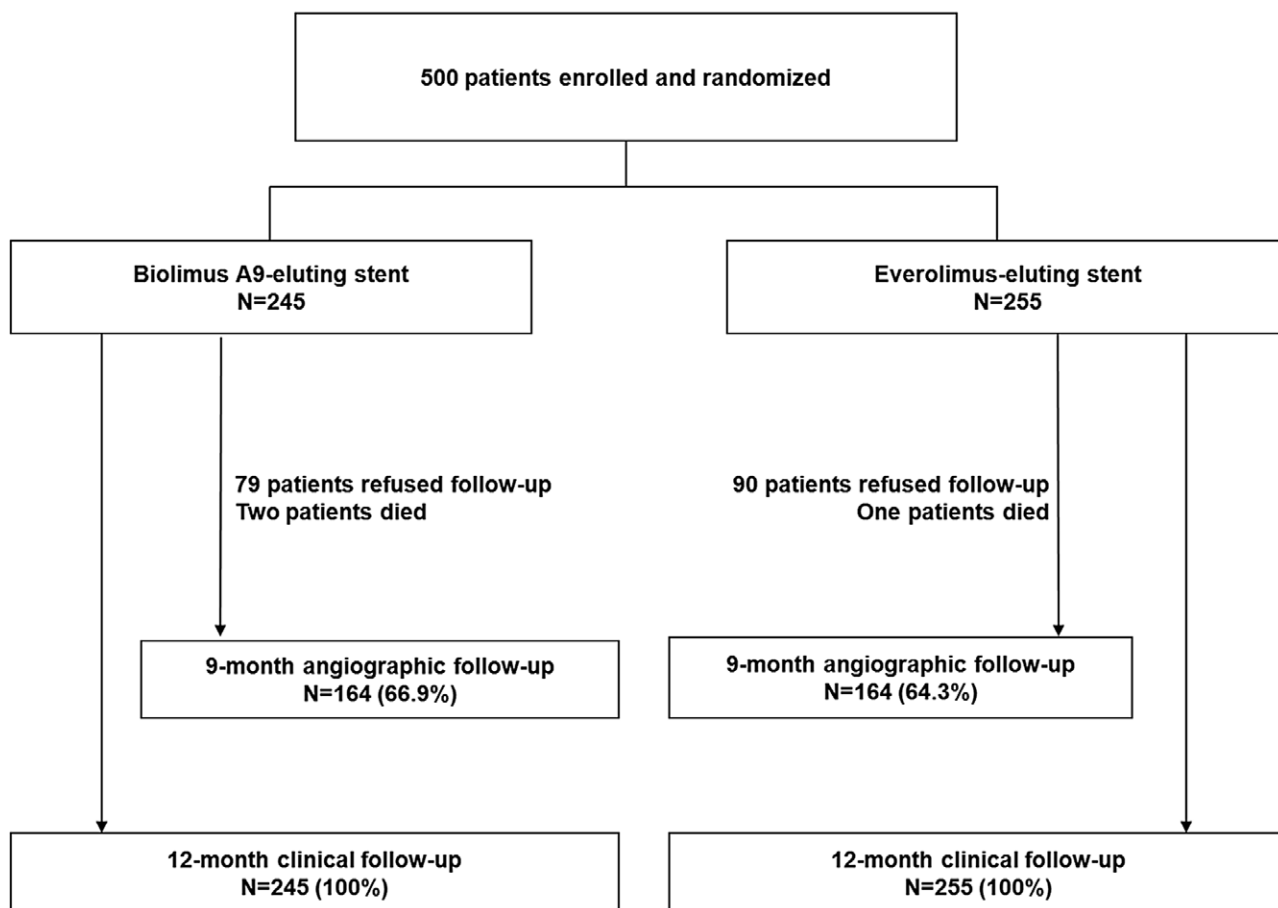 500 patients enrolled and randomized
Biolimus A9-eluting stent
N=245
Everolimus-eluting stent
N=255
79 patients refused follow-up
Two patients died
90 patients refused follow-up
One patients died
9-month angiographic follow-up
N=164 (66.9%)
9-month angiographic follow-up
N=164 (64.3%)
12-month clinical follow-up
N=245 (100%)
12-month clinical follow-up
N=255 (100%)